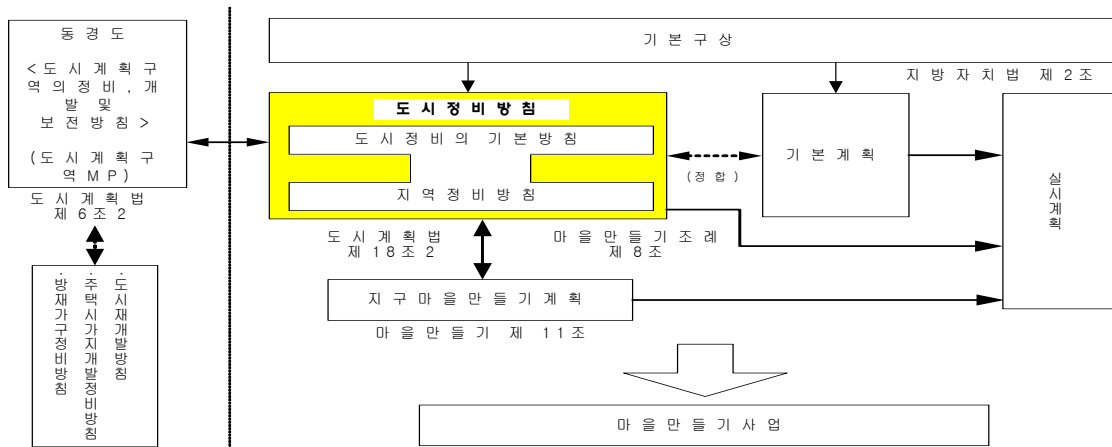 동경도
<도시계획구
역의정비,개
발 및
보전방침>
(도시계획구
역MP)
도시계획법
제6조2
·도시재개발방침
·주택시가지개발정비방침
·방재가구정비방침
기본구상
지방자치법 제2조
도시정비방침
도시정비의 기본방침
지역정비방침
(정합)
기본계획
실시계획
도시계획법
제18조2
마을만들기조례
제8조
지구마을만들기계획
마을만들기 제 11조
마을만들기사업